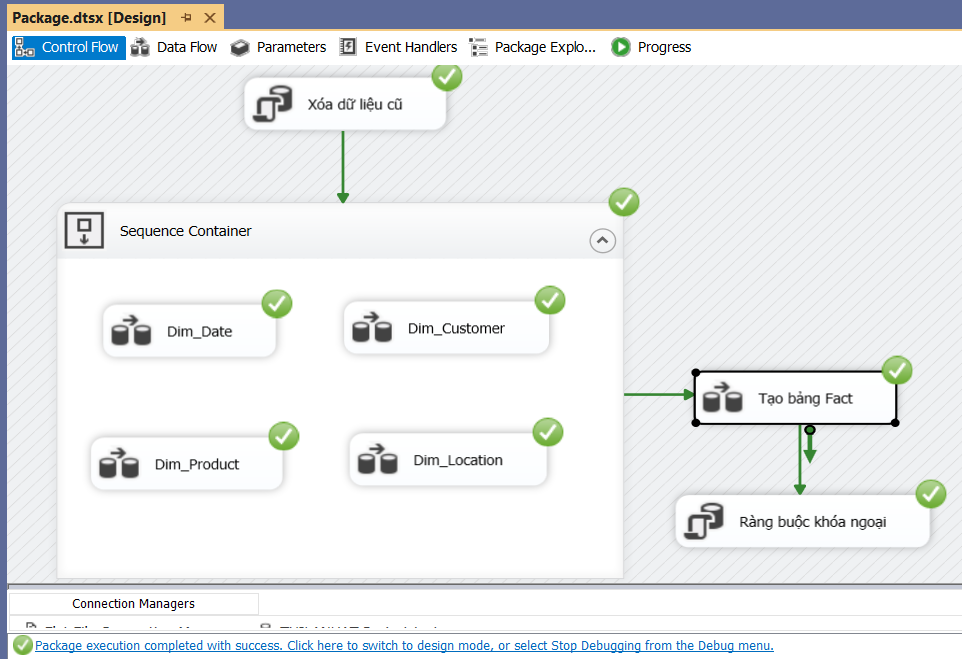 Package.dtsx [Design]
Control Flow Data Flow Parameters Event Handlers Package Explo... Progress
Xóa dữ liệu cũ
Sequence Container
Dim_Date
Dim_Customer
Tạo bảng Fact
Dim_Product
Dim_Location
Ràng buộc khóa ngoại
Connection Managers
Package execution completed with success. Click here to switch to design mode, or select Stop Debugging from the Debug menu.